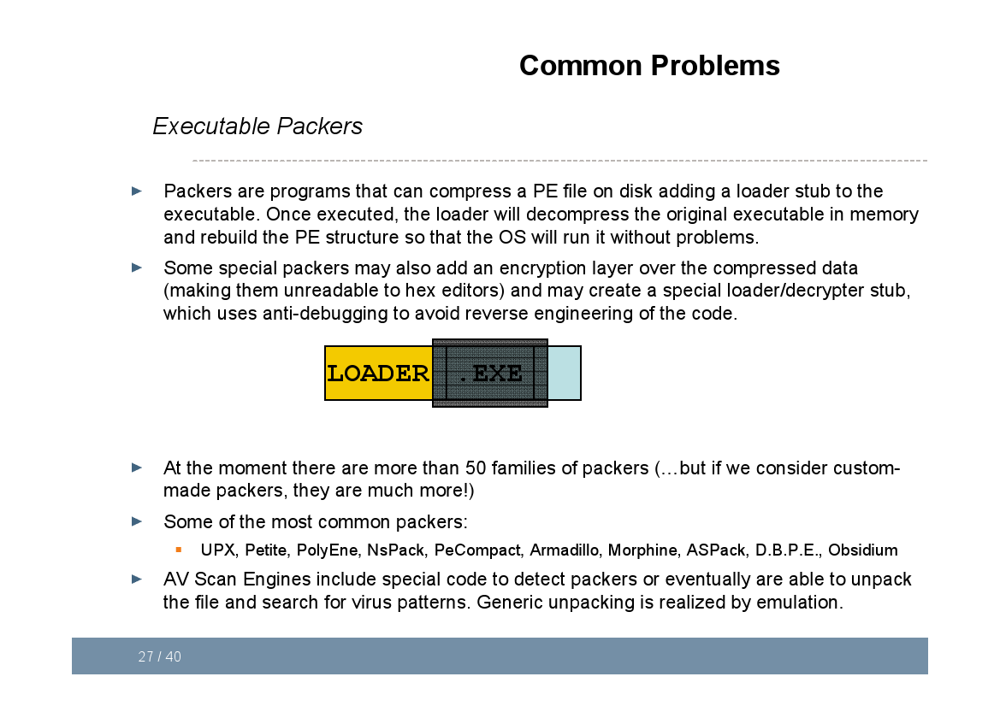 Common Problems
Executable Packers
► Packers are programs that can compress a PE file on disk adding a loader stub to the
executable. Once executed, the loader will decompress the original executable in memory
and rebuild the PE structure so that the OS will run it without problems.
► Some special packers may also add an encryption layer over the compressed data
(making them unreadable to hex editors) and may create a special loader/decrypter stub,
which uses anti-debugging to avoid reverse engineering of the code.
LOADER .EXE
► At the moment there are more than 50 families of packers (…but if we consider custom-
made packers, they are much more!)
► Some of the most common packers:
▪ UPX, Petite, PolyEne, NsPack, PeCompact, Armadillo, Morphine, ASPack, D.B.P.E., Obsidium
► AV Scan Engines include special code to detect packers or eventually are able to unpack
the file and search for virus patterns. Generic unpacking is realized by emulation.
27 / 40